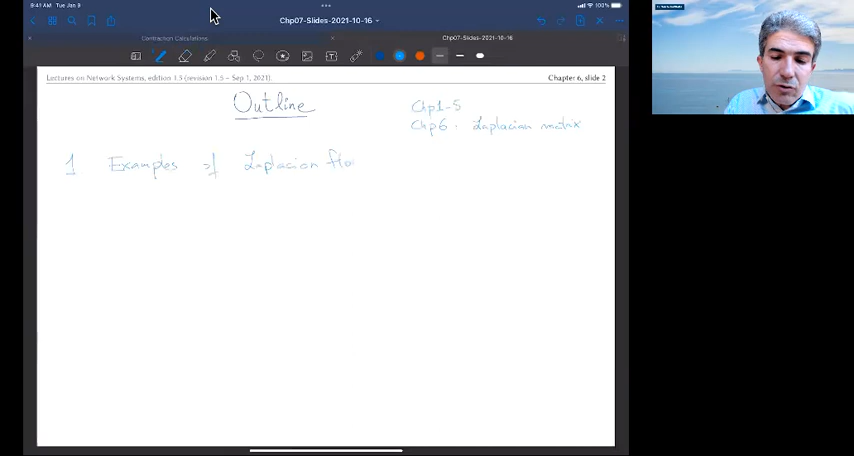 9:41 AM Tue Jan 9
100%
Chp07-Slides-2021-10-16
Contraction Calculations
Chp07-Slides-2021-10-16
Lectures on Network Systems, edition 1.5 (revision 1.5 – Sep 1, 2021).
Chapter 6, slide 2
Outline
Chp1-5
Chp6 : Laplacian matrix
1 Examples of Laplacian flo